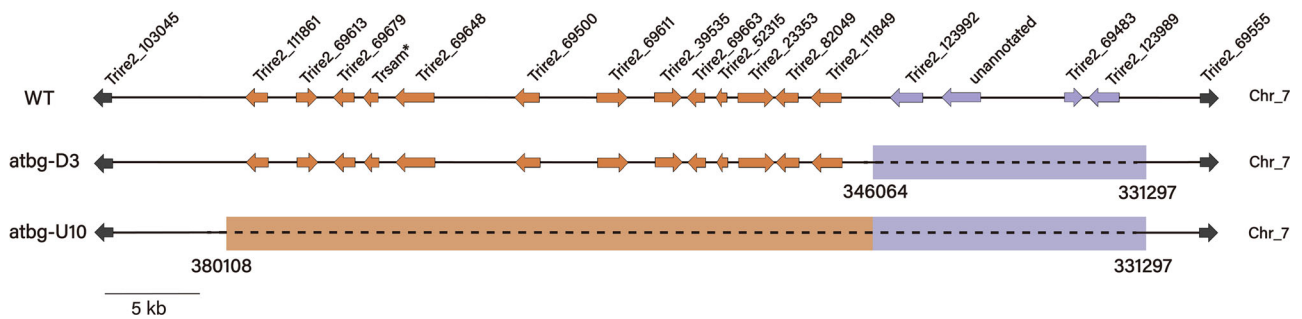 Trire2_103045
Trire2_111861
Trire2_69613
Trire2_69679
Trsam*
Trire2_69648
Trire2_69500
Trire2_69611
Trire2_39535
Trire2_69663
Trire2_52315
Trire2_23353
Trire2_82049
Trire2_111849
Trire2_123992
unannotated
Trire2_69483
Trire2_123989
Trire2_69555
WT
Chr_7
atbg-D3
Chr_7
346064
331297
atbg-U10
Chr_7
380108
331297
5 kb